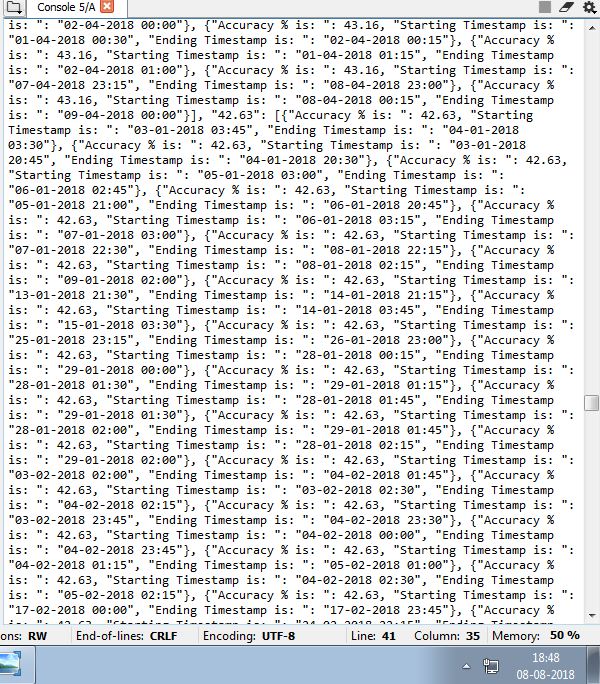 Console 5/A
is: ": "02-04-2018 00:00"}, {"Accuracy % is: ": 43.16, "Starting Timestamp is: ":
"01-04-2018 00:30", "Ending Timestamp is: ": "02-04-2018 00:15"}, {"Accuracy %
is: ": 43.16, "Starting Timestamp is: ": "01-04-2018 01:15", "Ending Timestamp
is: ": "02-04-2018 01:00"}, {"Accuracy % is: ": 43.16, "Starting Timestamp is: ":
"07-04-2018 23:15", "Ending Timestamp is: ": "08-04-2018 23:00"}, {"Accuracy %
is: ": 43.16, "Starting Timestamp is: ": "08-04-2018 00:15", "Ending Timestamp
is: ": "09-04-2018 00:00"}], "42.63": [{"Accuracy % is: ": 42.63, "Starting
Timestamp is: ": "03-01-2018 03:45", "Ending Timestamp is: ": "04-01-2018
03:30"}, {"Accuracy % is: ": 42.63, "Starting Timestamp is: ": "03-01-2018
20:45", "Ending Timestamp is: ": "04-01-2018 20:30"}, {"Accuracy % is: ": 42.63,
"Starting Timestamp is: ": "05-01-2018 03:00", "Ending Timestamp is: ":
"06-01-2018 02:45"}, {"Accuracy % is: ": 42.63, "Starting Timestamp is: ":
"05-01-2018 21:00", "Ending Timestamp is: ": "06-01-2018 20:45"}, {"Accuracy %
is: ": 42.63, "Starting Timestamp is: ": "06-01-2018 03:15", "Ending Timestamp
is: ": "07-01-2018 03:00"}, {"Accuracy % is: ": 42.63, "Starting Timestamp is: ":
"07-01-2018 22:30", "Ending Timestamp is: ": "08-01-2018 22:15"}, {"Accuracy %
is: ": 42.63, "Starting Timestamp is: ": "08-01-2018 02:15", "Ending Timestamp
is: ": "09-01-2018 02:00"}, {"Accuracy % is: ": 42.63, "Starting Timestamp is: ":
"13-01-2018 21:30", "Ending Timestamp is: ": "14-01-2018 21:15"}, {"Accuracy %
is: ": 42.63, "Starting Timestamp is: ": "14-01-2018 03:45", "Ending Timestamp
is: ": "15-01-2018 03:30"}, {"Accuracy % is: ": 42.63, "Starting Timestamp is: ":
"25-01-2018 23:15", "Ending Timestamp is: ": "26-01-2018 23:00"}, {"Accuracy %
is: ": 42.63, "Starting Timestamp is: ": "28-01-2018 00:15", "Ending Timestamp
is: ": "29-01-2018 00:00"}, {"Accuracy % is: ": 42.63, "Starting Timestamp is: ":
"28-01-2018 01:30", "Ending Timestamp is: ": "29-01-2018 01:15"}, {"Accuracy %
is: ": 42.63, "Starting Timestamp is: ": "28-01-2018 01:45", "Ending Timestamp
is: ": "29-01-2018 01:30"}, {"Accuracy % is: ": 42.63, "Starting Timestamp is: ":
"28-01-2018 02:00", "Ending Timestamp is: ": "29-01-2018 01:45"}, {"Accuracy %
is: ": 42.63, "Starting Timestamp is: ": "28-01-2018 02:15", "Ending Timestamp
is: ": "29-01-2018 02:00"}, {"Accuracy % is: ": 42.63, "Starting Timestamp is: ":
"03-02-2018 02:00", "Ending Timestamp is: ": "04-02-2018 01:45"}, {"Accuracy %
is: ": 42.63, "Starting Timestamp is: ": "03-02-2018 02:30", "Ending Timestamp
is: ": "04-02-2018 02:15"}, {"Accuracy % is: ": 42.63, "Starting Timestamp is: ":
"03-02-2018 23:45", "Ending Timestamp is: ": "04-02-2018 23:30"}, {"Accuracy %
is: ": 42.63, "Starting Timestamp is: ": "04-02-2018 00:00", "Ending Timestamp
is: ": "04-02-2018 23:45"}, {"Accuracy % is: ": 42.63, "Starting Timestamp is: ":
"04-02-2018 01:15", "Ending Timestamp is: ": "05-02-2018 01:00"}, {"Accuracy %
is: ": 42.63, "Starting Timestamp is: ": "04-02-2018 02:30", "Ending Timestamp
is: ": "05-02-2018 02:15"}, {"Accuracy % is: ": 42.63, "Starting Timestamp is: ":
"17-02-2018 00:00", "Ending Timestamp is: ": "17-02-2018 23:45"}, {"Accuracy %
ons: RW End-of-lines: CRLF Encoding: UTF-8 Line: 41 Column: 35 Memory: 50 %
18:48
08-08-2018